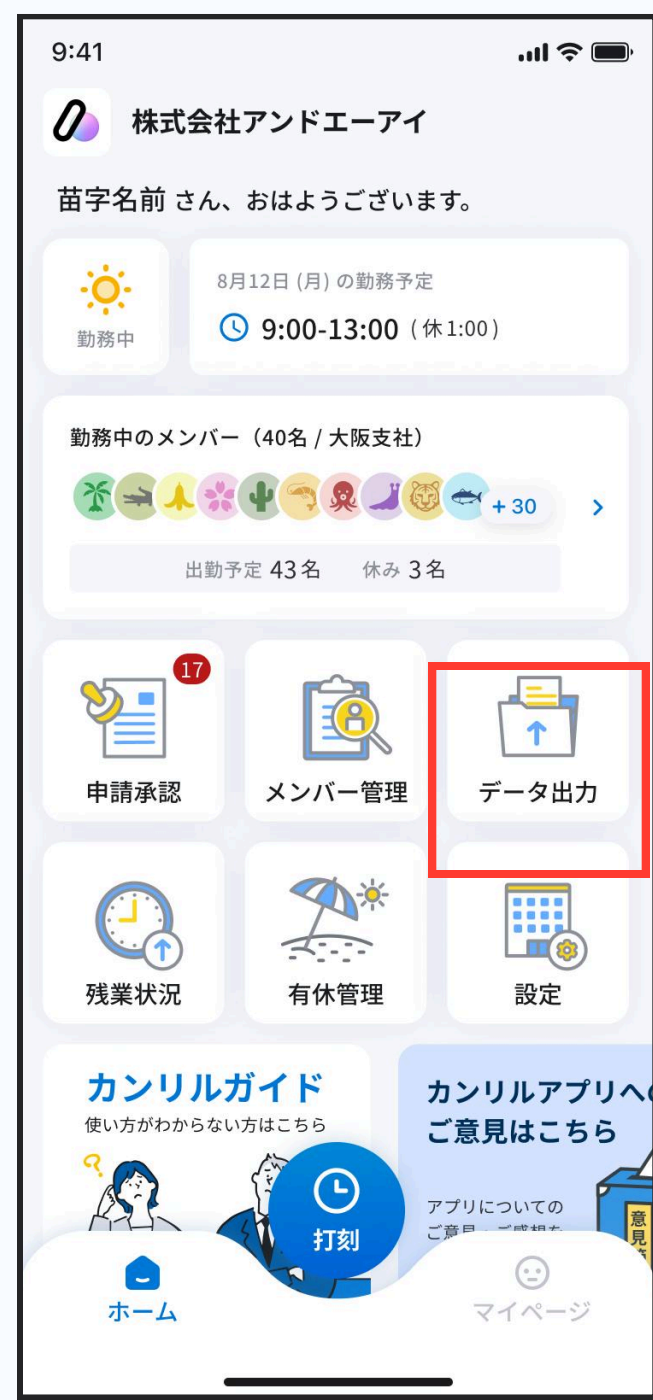 9:41
株式会社アンドエーアイ
苗字名前 さん、おはようございます。
勤務中
8月12日 (月) の勤務予定
9:00-13:00 (休1:00)
勤務中のメンバー（40名 / 大阪支社）
+ 30
出勤予定 43名 休み 3名
17
申請承認 メンバー管理 データ出力
残業状況 有休管理 設定
カンリルガイド
使い方がわからない方はこちら
カンリルアプリへ
ご意見はこちら
アプリについての
ご意見・ご感想を
意見
打刻
ホーム マイページ